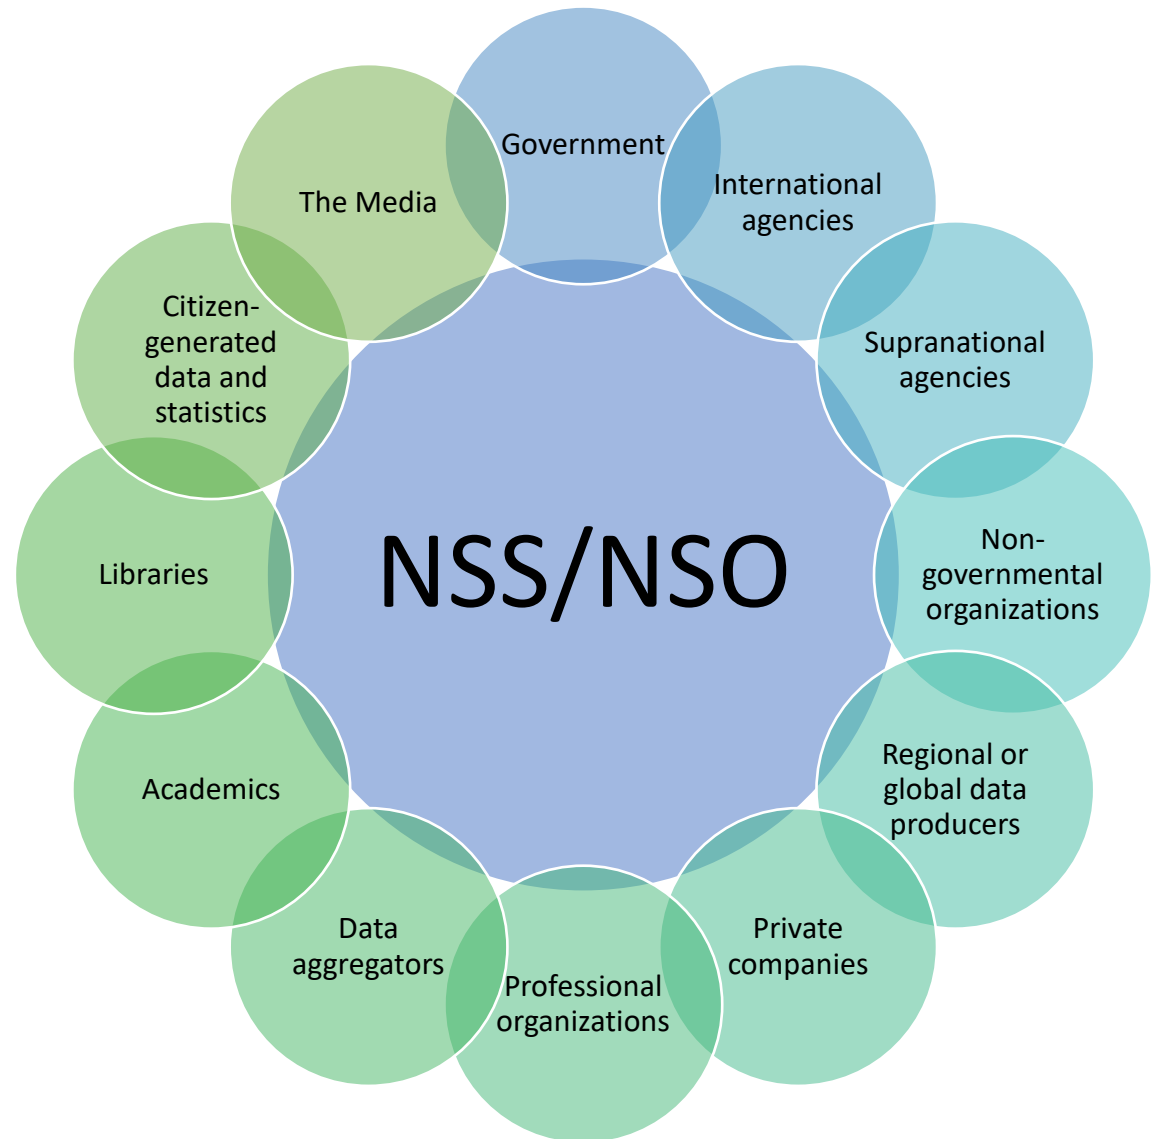 Government
International
agencies
Supranational
agencies
Non-
governmental
organizations
Regional or
global data
producers
Private
companies
Professional
organizations
Data
aggregators
Academics
Libraries
Citizen-
generated
data and
statistics
The Media
NSS/NSO